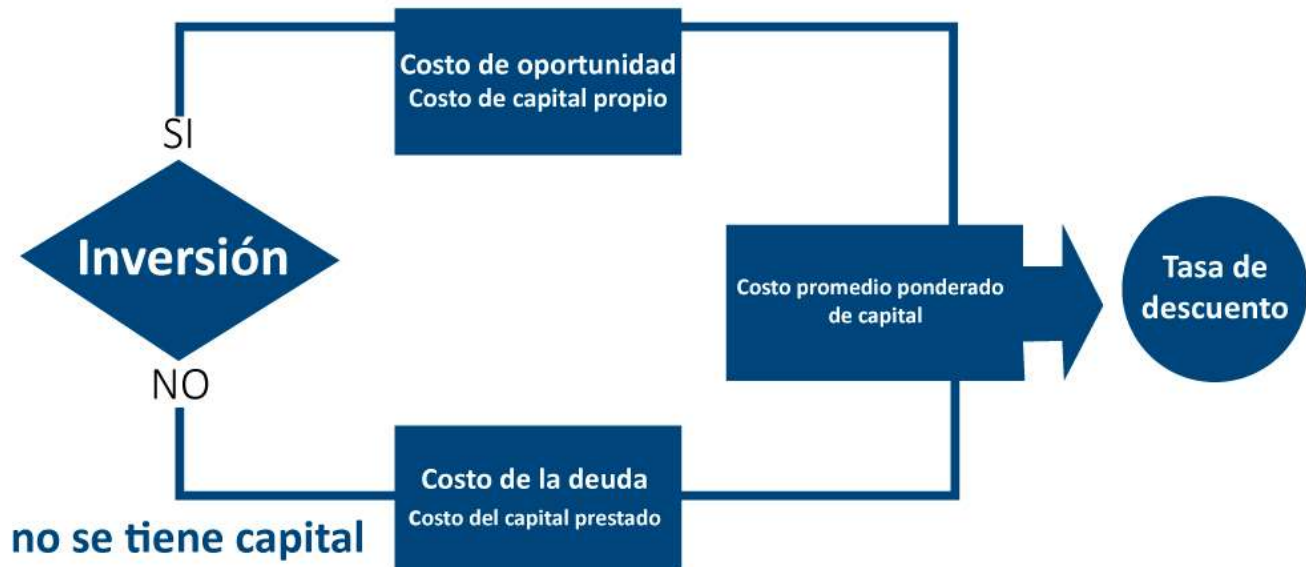 Costo de oportunidad
Costo de capital propio
SI
Inversión
Costo promedio ponderado
de capital
Tasa de
descuento
NO
Costo de la deuda
Costo del capital prestado
no se tiene capital